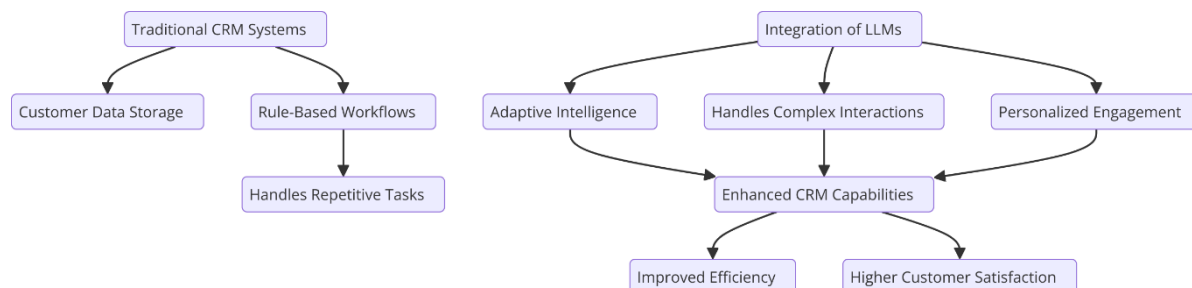 Traditional CRM Systems
Integration of LLMs
Customer Data Storage
Rule-Based Workflows
Adaptive Intelligence
Handles Complex Interactions
Personalized Engagement
Handles Repetitive Tasks
Enhanced CRM Capabilities
Improved Efficiency
Higher Customer Satisfaction